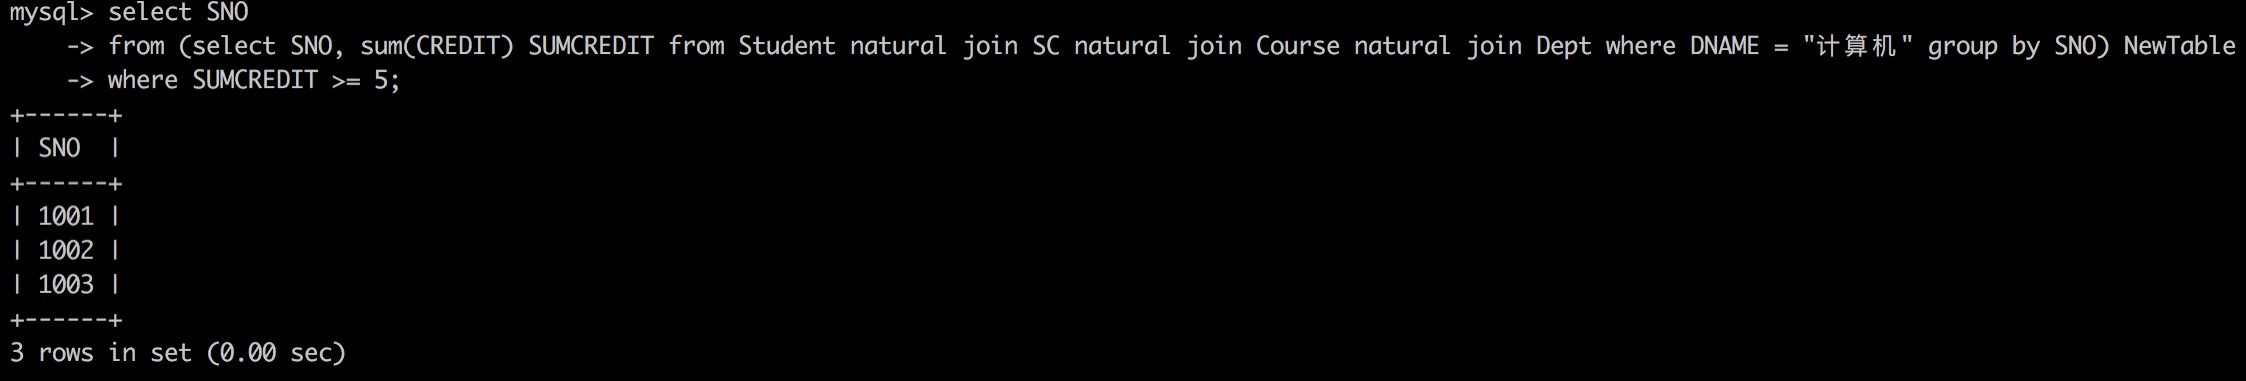 mysql> select SNO
    -> from (select SNO, sum(CREDIT) SUMCREDIT from Student natural join SC natural join Course natural join Dept where DNAME = "计算机" group by SNO) NewTable
    -> where SUMCREDIT >= 5;
+------+
| SNO  |
+------+
| 1001 |
| 1002 |
| 1003 |
+------+
3 rows in set (0.00 sec)